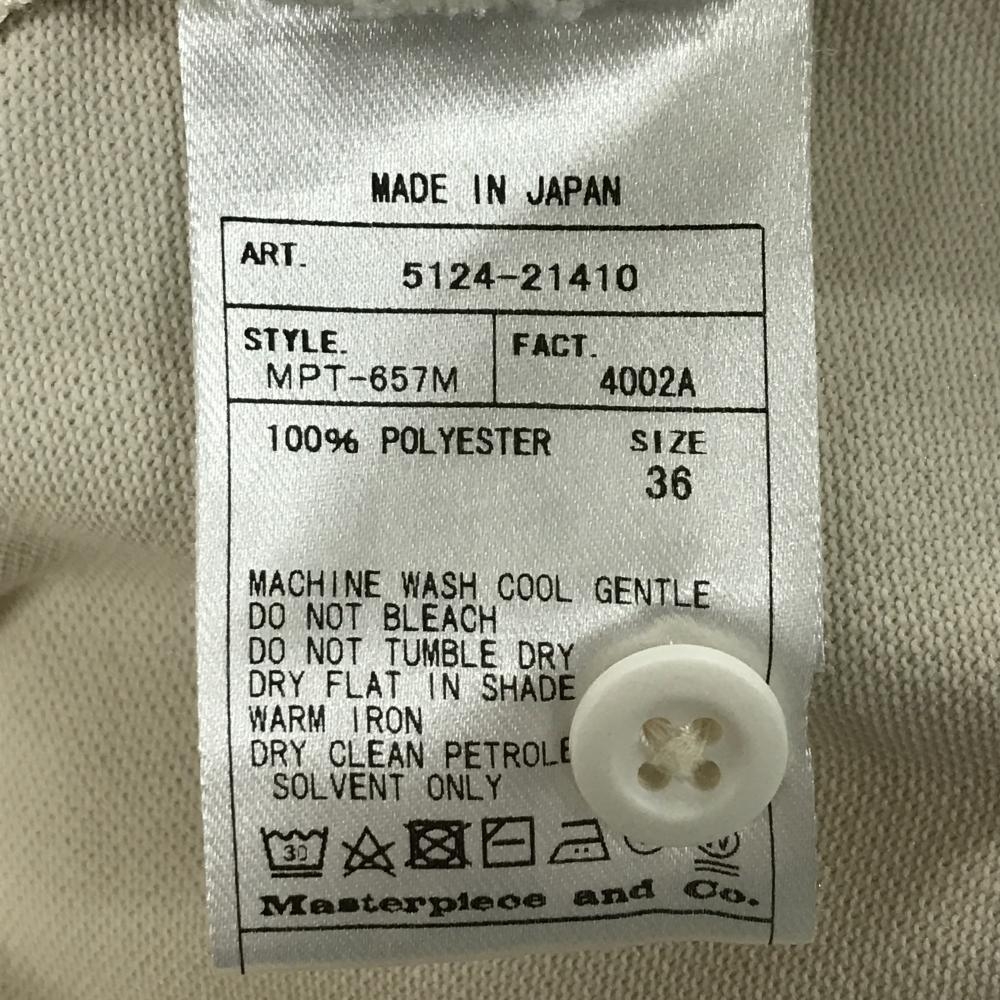 MADE IN JAPAN
ART. 5124-21410
STYLE. FACT.
MPT-657M 4002A
100% POLYESTER SIZE
36
MACHINE WASH COOL GENTLE
DO NOT BLEACH
DO NOT TUMBLE DRY
DRY FLAT IN SHADE
WARM IRON
DRY CLEAN PETROLE
SOLVENT ONLY
30
Masterpiece and Co.